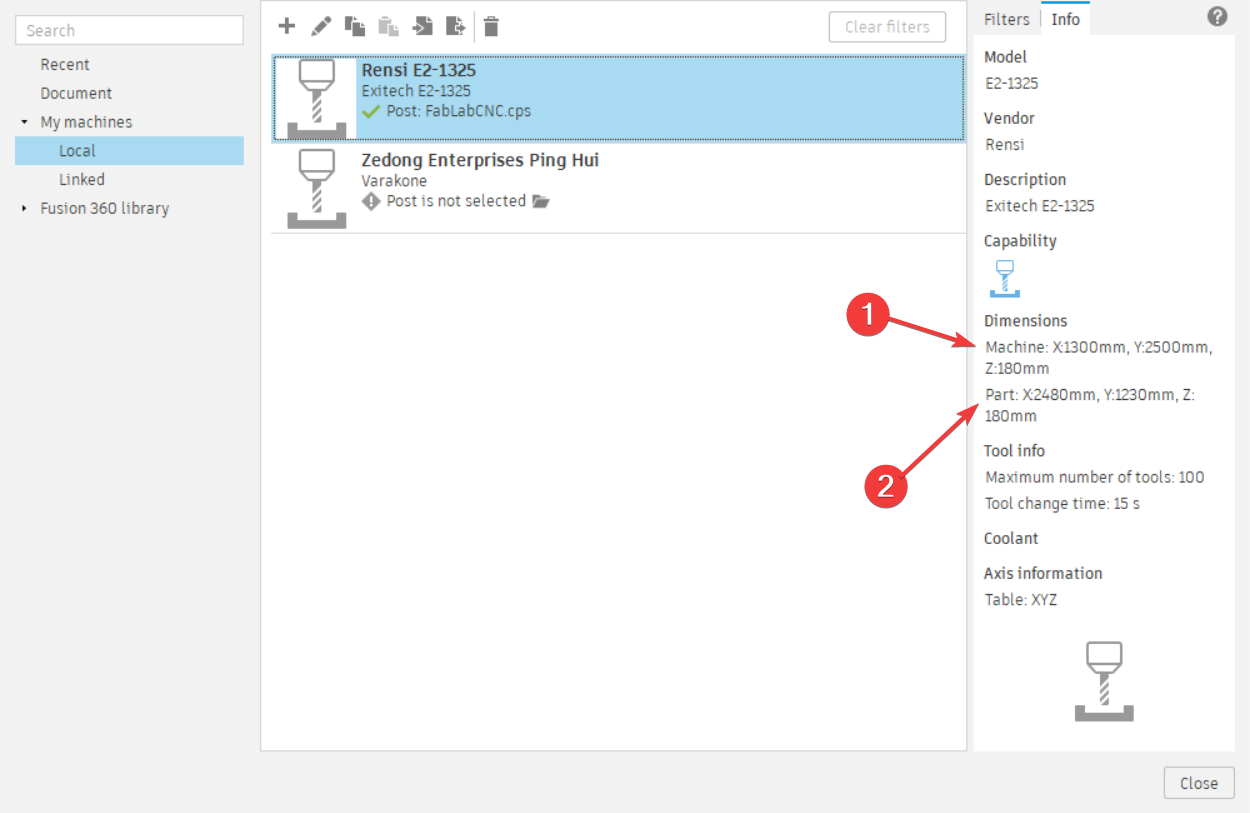 Search
Recent
Document
My machines
Local
Linked
Fusion 360 library
Clear filters
Rensi E2-1325
Exitech E2-1325
Post: FabLabCNC.cps
Zedong Enterprises Ping Hui
Varakone
Post is not selected
1
2
Filters
Info
?
Model
E2-1325
Vendor
Rensi
Description
Exitech E2-1325
Capability
Dimensions
Machine: X:1300mm, Y:2500mm,
Z:180mm
Part: X:2480mm, Y:1230mm, Z:
180mm
Tool info
Maximum number of tools: 100
Tool change time: 15 s
Coolant
Axis information
Table: XYZ
Close